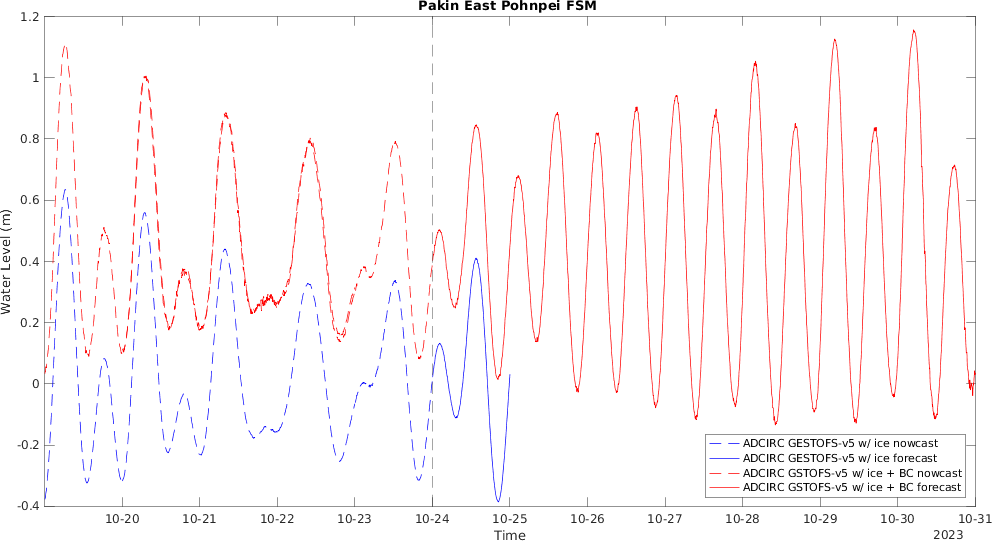 Pakin East Pohnpei FSM
1.2
1
0.8
0.6
0.4
0.2
0
-0.2
-0.4
Water Level (m)
ADCIRC GESTOFS-v5 w/ ice nowcast
ADCIRC GESTOFS-v5 w/ ice forecast
ADCIRC GSTOFS-v5 w/ ice + BC nowcast
ADCIRC GSTOFS-v5 w/ ice + BC forecast
10-20 10-21 10-22 10-23 10-24 10-25 10-26 10-27 10-28 10-29 10-30 10-31
Time
2023